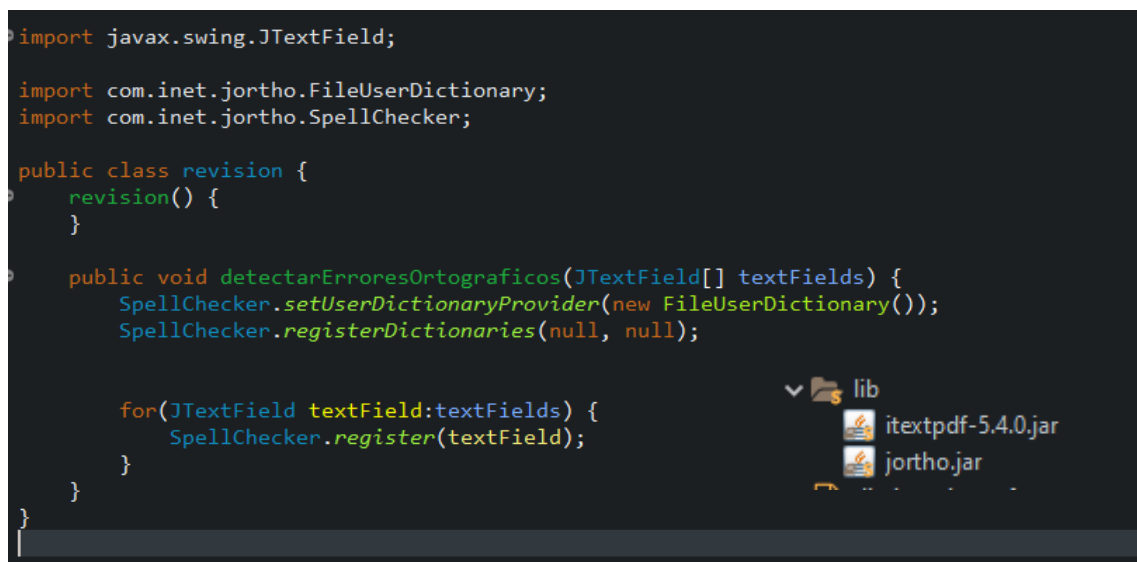 import javax.swing.JTextField;
import com.inet.jortho.FileUserDictionary;
import com.inet.jortho.SpellChecker;
public class revision {
revision() {
}
public void detectarErroresOrtograficos(JTextField[] textFields) {
SpellChecker.setUserDictionaryProvider(new FileUserDictionary());
SpellChecker.registerDictionaries(null, null);
for(JTextField textField:textFields) {
SpellChecker.register(textField);
}
}
}
lib
itextpdf-5.4.0.jar
jortho.jar